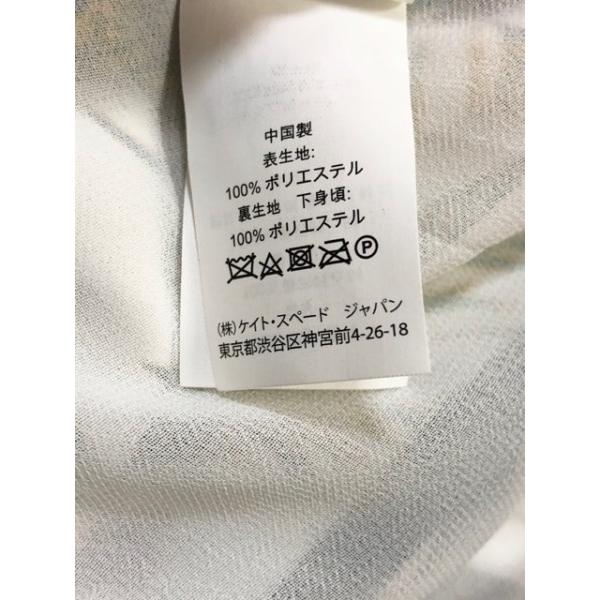 中国製
表生地:
100% ポリエステル
裏生地 下身頃:
100% ポリエステル
P
(株)ケイト・スペード ジャパン
東京都渋谷区神宮前4-26-18